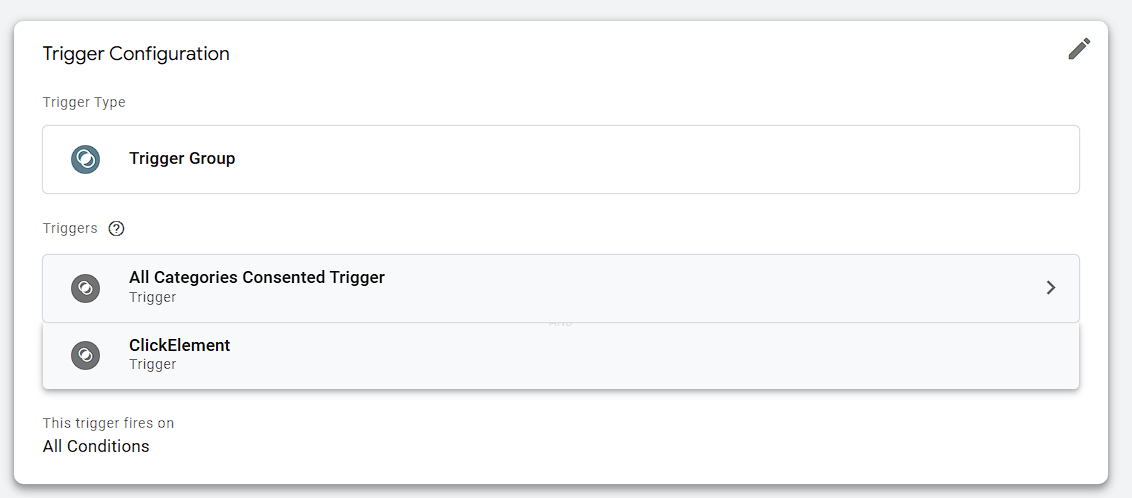 Trigger Configuration
Trigger Type
Trigger Group
Triggers
All Categories Consented Trigger
Trigger
AND
ClickElement
Trigger
This trigger fires on
All Conditions